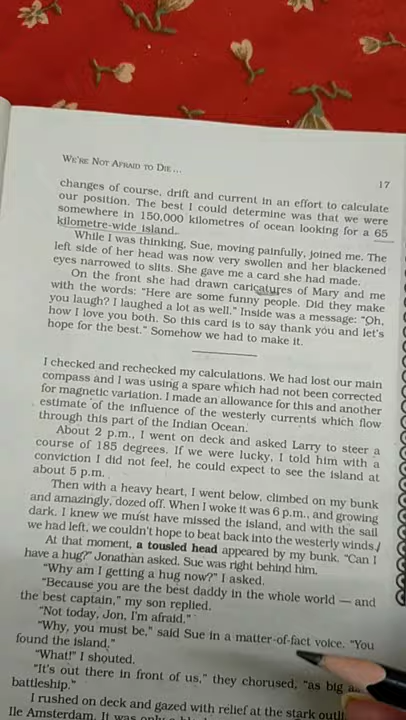 WE'RE NOT AFRAID TO DIE...
17
changes of course, drift and current in an effort to calculate
our position. The best I could determine was that we were
somewhere in 150,000 kilometres of ocean looking for a 65
kilometre-wide island.
While I was thinking, Sue, moving painfully, joined me. The
left side of her head was now very swollen and her blackened
eyes narrowed to slits. She gave me a card she had made.
On the front she had drawn caricatures of Mary and me
with the words: “Here are some funny people. Did they make
you laugh? I laughed a lot as well.” Inside was a message: “Oh,
how I love you both. So this card is to say thank you and let's
hope for the best.” Somehow we had to make it.
I checked and rechecked my calculations. We had lost our main
compass and I was using a spare which had not been corrected
for magnetic variation. I made an allowance for this and another
estimate of the influence of the westerly currents which flow
through this part of the Indian Ocean.
About 2 p.m., I went on deck and asked Larry to steer a
course of 185 degrees. If we were lucky, I told him with a
conviction I did not feel, he could expect to see the island at
about 5 p.m.
Then with a heavy heart, I went below, climbed on my bunk
and amazingly, dozed off. When I woke it was 6 p.m., and growing
dark. I knew we must have missed the island, and with the sail
we had left, we couldn't hope to beat back into the westerly winds.
At that moment, a tousled head appeared by my bunk, “Can I
have a hug?” Jonathan asked. Sue was right behind him.
“Why am I getting a hug now?” I asked.
“Because you are the best daddy in the whole world — and
the best captain,” my son replied.
“Not today, Jon, I'm afraid.”
“Why, you must be,” said Sue in a matter-of-fact voice. “You
found the island.”
“What!” I shouted.
“It's out there in front of us,” they chorused, “as big as
battleship.”
I rushed on deck and gazed with relief at the stark
Ile Amsterdam. It was only